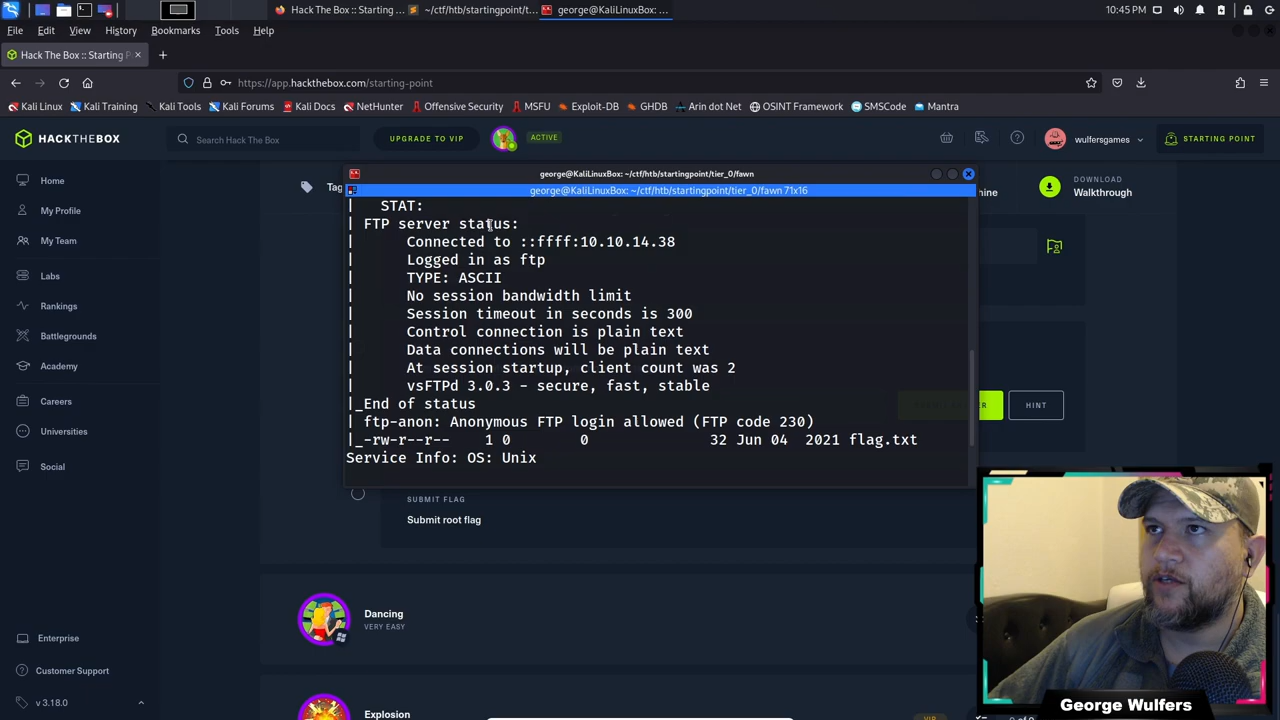 Hack The Box :: Starting ...
~/ctf/htb/startingpoint/t...
george@KaliLinuxBox: ...
10:45 PM
File Edit View History Bookmarks Tools Help
Hack The Box :: Starting P
https://app.hackthebox.com/starting-point
Kali Linux Kali Training Kali Tools Kali Forums Kali Docs NetHunter Offensive Security MSFU Exploit-DB GHDB Arin dot Net OSINT Framework SMSCode Mantra
HACKTHEBOX
Search Hack The Box
UPGRADE TO VIP
ACTIVE
wulfersgames
STARTING POINT
Home
My Profile
My Team
Labs
Rankings
Battlegrounds
Academy
Careers
Universities
Social
Enterprise
Customer Support
v 3.18.0
Tag
hine
DOWNLOAD
Walkthrough
george@KaliLinuxBox: ~/ctf/htb/startingpoint/tier_0/fawn
george@KaliLinuxBox: ~/ctf/htb/startingpoint/tier_0/fawn 71x16
|   STAT:
| FTP server status:
|      Connected to ::ffff:10.10.14.38
|      Logged in as ftp
|      TYPE: ASCII
|      No session bandwidth limit
|      Session timeout in seconds is 300
|      Control connection is plain text
|      Data connections will be plain text
|      At session startup, client count was 2
|      vsFTPd 3.0.3 - secure, fast, stable
|_End of status
| ftp-anon: Anonymous FTP login allowed (FTP code 230)
|_-rw-r--r--    1 0        0              32 Jun 04  2021 flag.txt
Service Info: OS: Unix
HINT
SUBMIT FLAG
Submit root flag
Dancing
VERY EASY
Explosion
VIP
George Wulfers